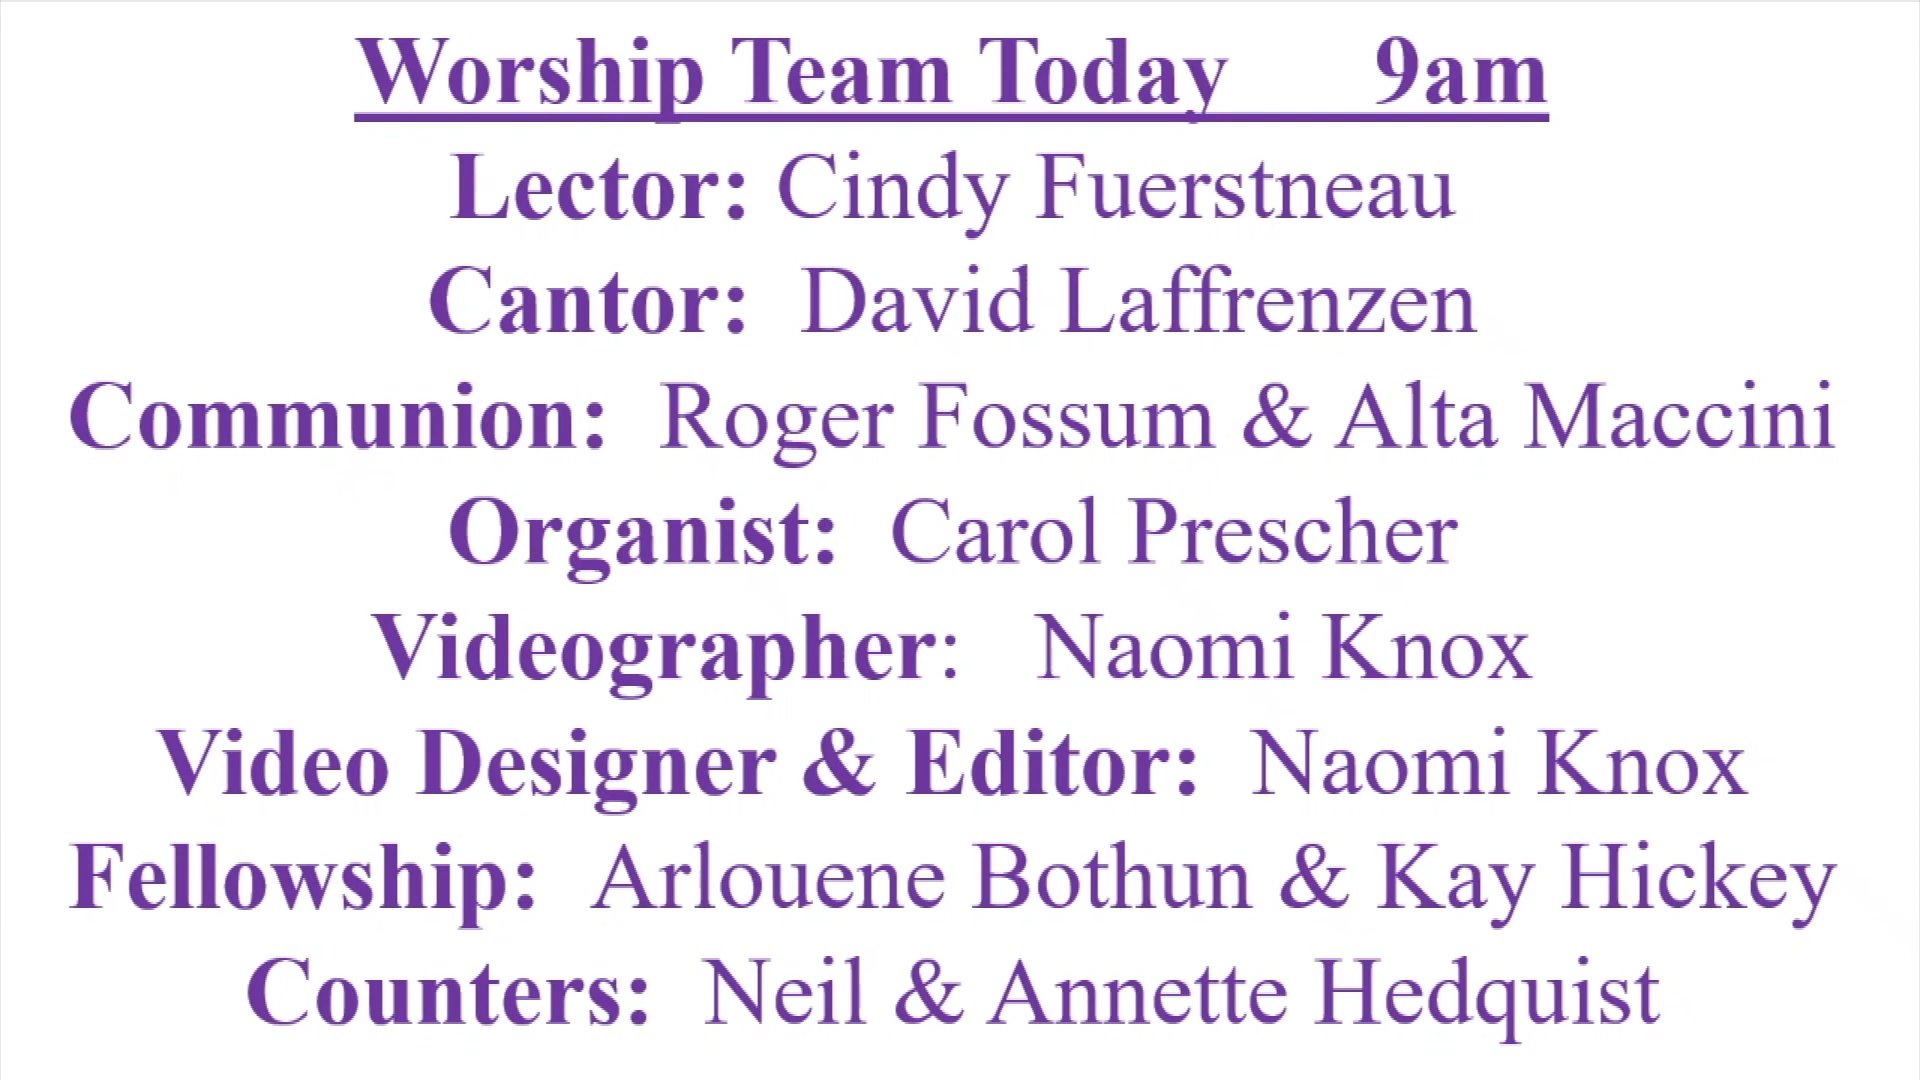 Worship Team Today 9am
Lector: Cindy Fuerstneau
Cantor: David Laffrenzen
Communion: Roger Fossum & Alta Maccini
Organist: Carol Prescher
Videographer: Naomi Knox
Video Designer & Editor: Naomi Knox
Fellowship: Arlouene Bothun & Kay Hickey
Counters: Neil & Annette Hedquist